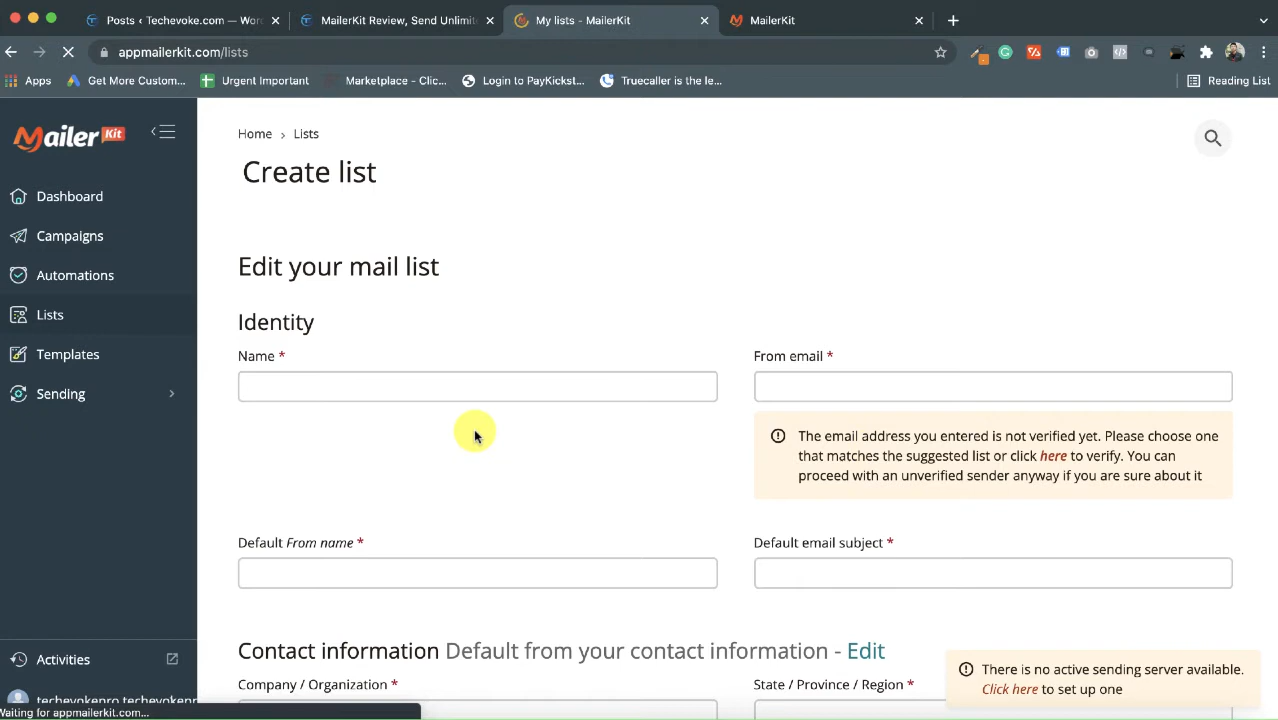 Posts ‹ Techevoke.com — Wor
MailerKit Review, Send Unlimite
My lists - MailerKit
MailerKit
appmailerkit.com/lists
Apps
Get More Custom...
Urgent Important
Marketplace - Clic...
Login to PayKickst...
Truecaller is the le...
Reading List
Mailer Kit
Dashboard
Campaigns
Automations
Lists
Templates
Sending
Activities
techevokenpro techevokenp
Waiting for appmailerkit.com...
Home › Lists
Create list
Edit your mail list
Identity
Name *
From email *
The email address you entered is not verified yet. Please choose one
that matches the suggested list or click here to verify. You can
proceed with an unverified sender anyway if you are sure about it
Default From name *
Default email subject *
Contact information Default from your contact information - Edit
Company / Organization *
State / Province / Region *
There is no active sending server available.
Click here to set up one